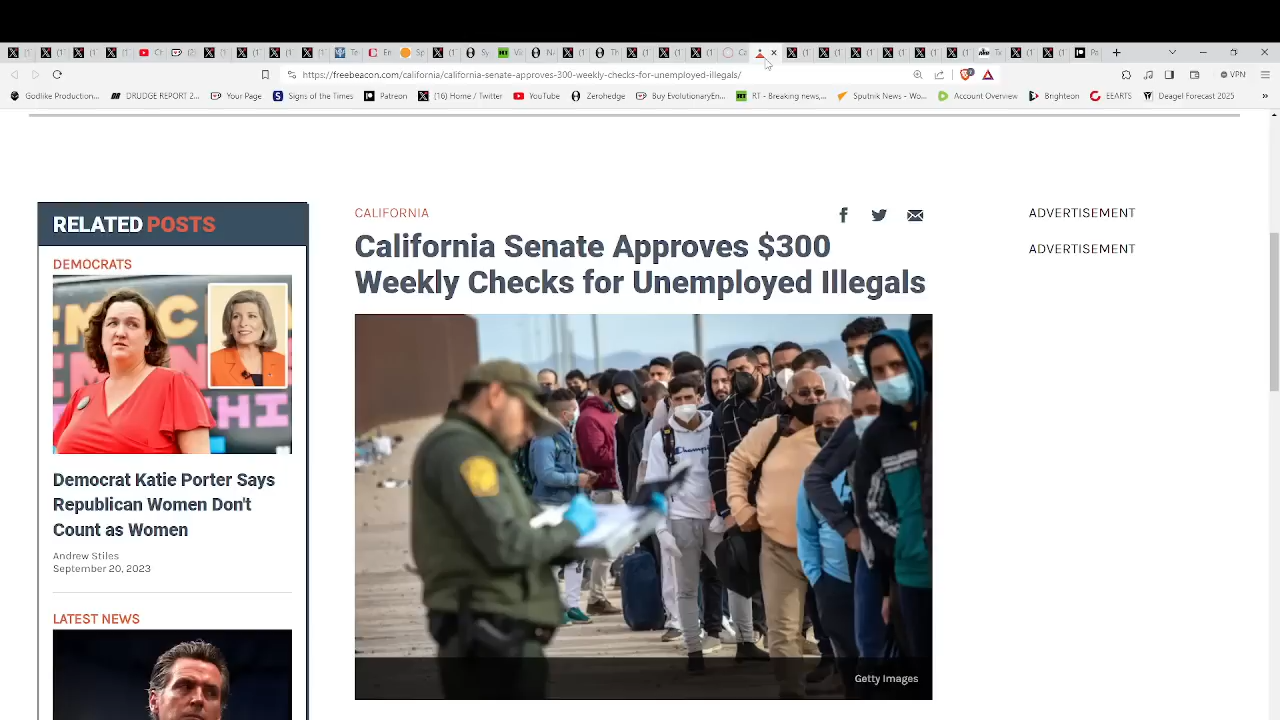 https://freebeacon.com/california/california-senate-approves-300-weekly-checks-for-unemployed-illegals/
VPN
Godlike Production...
DRUDGE REPORT 2...
Your Page
Signs of the Times
Patreon
(16) Home / Twitter
YouTube
Zerohedge
Buy EvolutionaryEn...
RT - Breaking news,...
Sputnik News - Wo...
Account Overview
Brighteon
EEARTS
Deagel Forecast...
»
RELATED POSTS
DEMOCRATS
Democrat Katie Porter Says
Republican Women Don't
Count as Women
Andrew Stiles
September 20, 2023
LATEST NEWS
CALIFORNIA
California Senate Approves $300
Weekly Checks for Unemployed Illegals
Champion
Getty Images
ADVERTISEMENT
ADVERTISEMENT